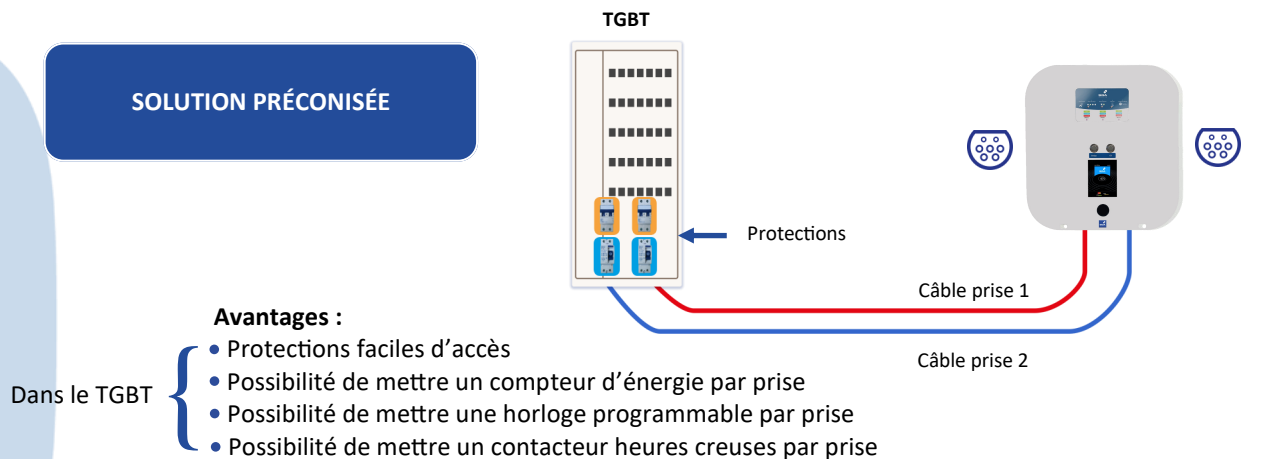 TGBT
SOLUTION PRÉCONISÉE
Protections
Câble prise 1
Câble prise 2
Avantages :
Dans le TGBT
• Protections faciles d’accès
• Possibilité de mettre un compteur d’énergie par prise
• Possibilité de mettre une horloge programmable par prise
• Possibilité de mettre un contacteur heures creuses par prise